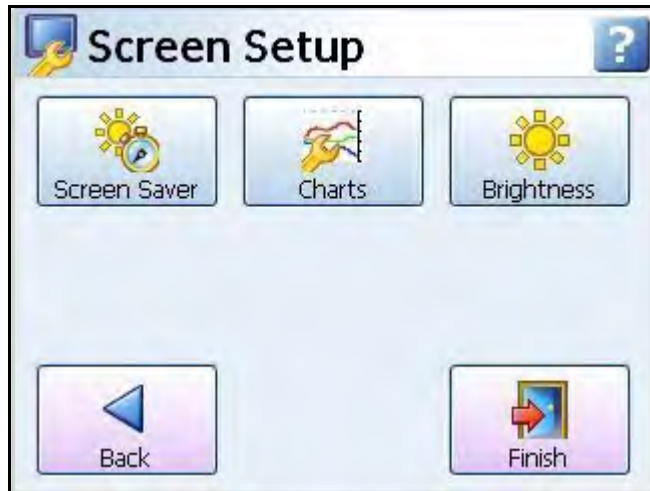 Screen Setup
?
Screen Saver
Charts
Brightness
Back
Finish